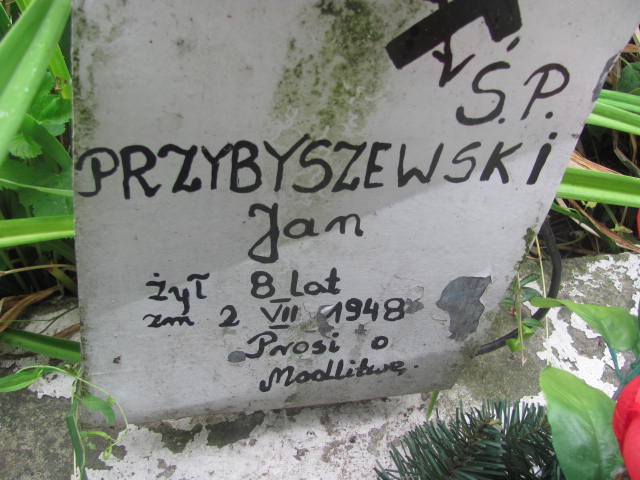 Ś.P.
PRZYBYSZEWSKI
Jan
żył 8 lat
zm 2 VII 1948
Prosi o
Modlitwę.